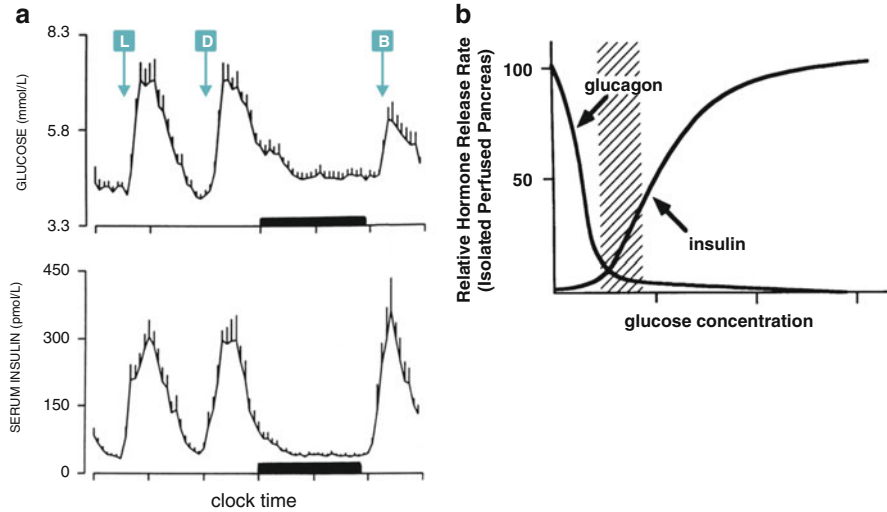 a
GLUCOSE (mmol/L)
8.3
5.8
3.3
L
D
B
SERUM INSULIN (pmol/L)
450
300
150
0
clock time
b
Relative Hormone Release Rate
(Isolated Perfused Pancreas)
100
50
glucagon
insulin
glucose concentration